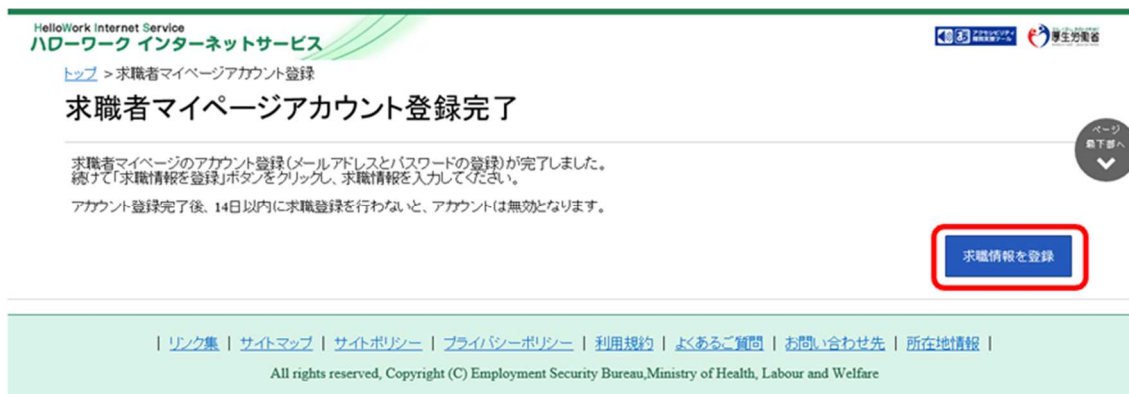 HelloWork Internet Service
ハローワーク インターネットサービス
厚生労働省
トップ >求職者マイページアカウント登録
求職者マイページアカウント登録完了
ページ
最下部へ
求職者マイページのアカウント登録(メールアドレスとパスワードの登録)が完了しました。
続けて「求職情報を登録」ボタンをクリックし、求職情報を入力してください。
アカウント登録完了後、14日以内に求職登録を行わないと、アカウントは無効となります。
求職情報を登録
| リンク集 | サイトマップ | サイトポリシー | プライバシーポリシー | 利用規約 | よくあるご質問 | お問い合わせ先 | 所在地情報 |
All rights reserved, Copyright (C) Employment Security Bureau,Ministry of Health, Labour and Welfare